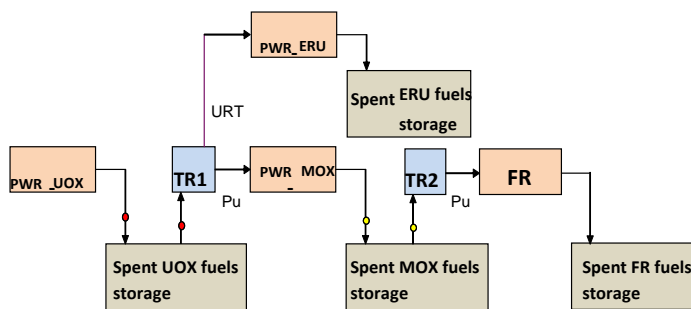 PWR_ERU
Spent ERU fuels
storage
URT
PWR_UOX
TR1
Pu
PWR_MOX
TR2
Pu
FR
Spent UOX fuels
storage
Spent MOX fuels
storage
Spent FR fuels
storage